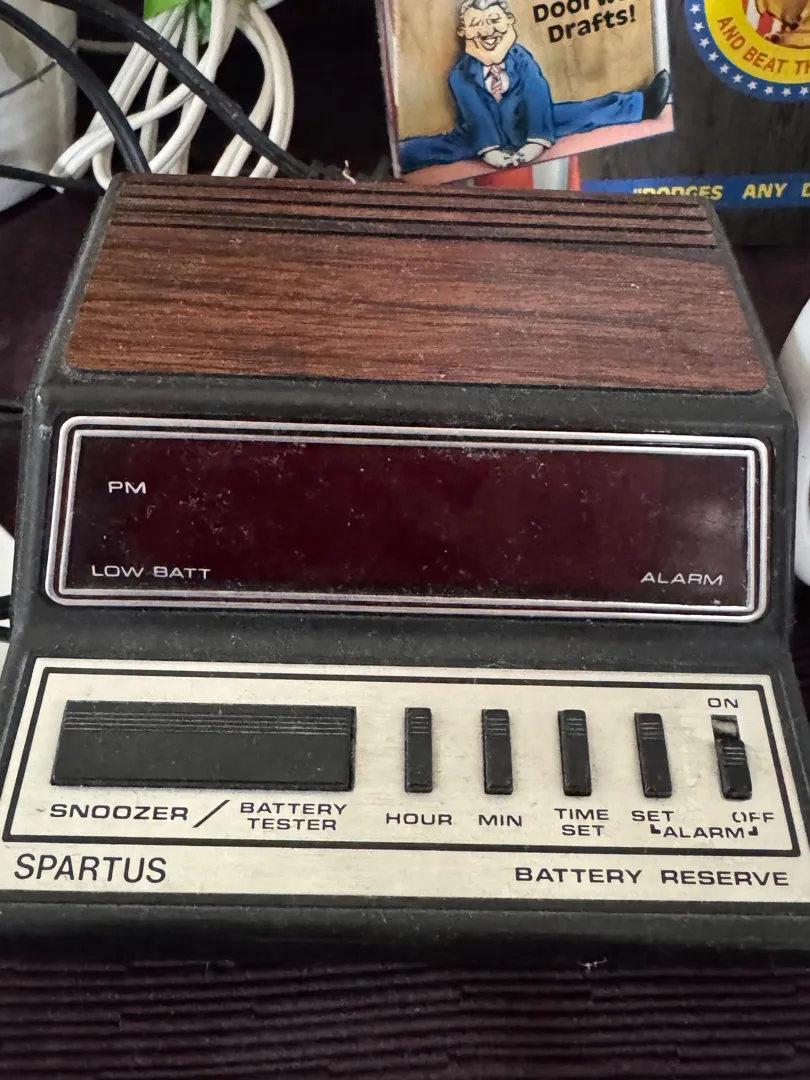 Doorw
Drafts!
AND BEAT TH
"DODGES ANY D
PM
LOW BATT
ALARM
ON
SNOOZER / BATTERY TESTER
HOUR
MIN
TIME SET
SET
OFF
ALARM
SPARTUS
BATTERY RESERVE